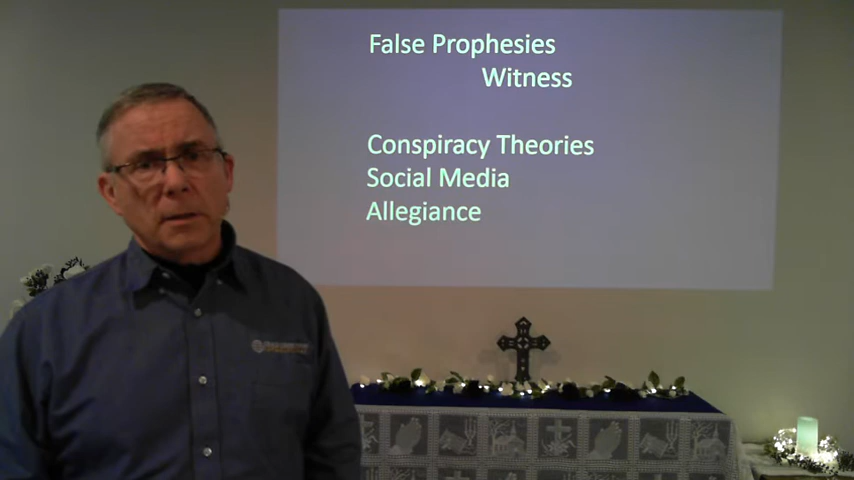 False Prophesies
Witness
Conspiracy Theories
Social Media
Allegiance